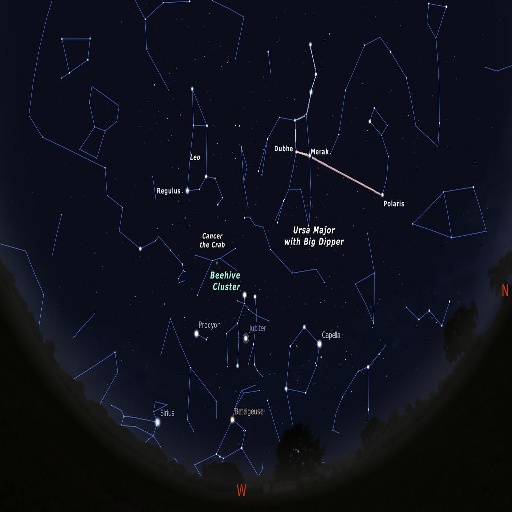 Dubhe
Merak
Leo
Regulus
Polaris
Ursa Major
with Big Dipper
Cancer
the Crab
Beehive
Cluster
N
Procyon
Jupiter
Capella
Sirius
Betelgeuse
W